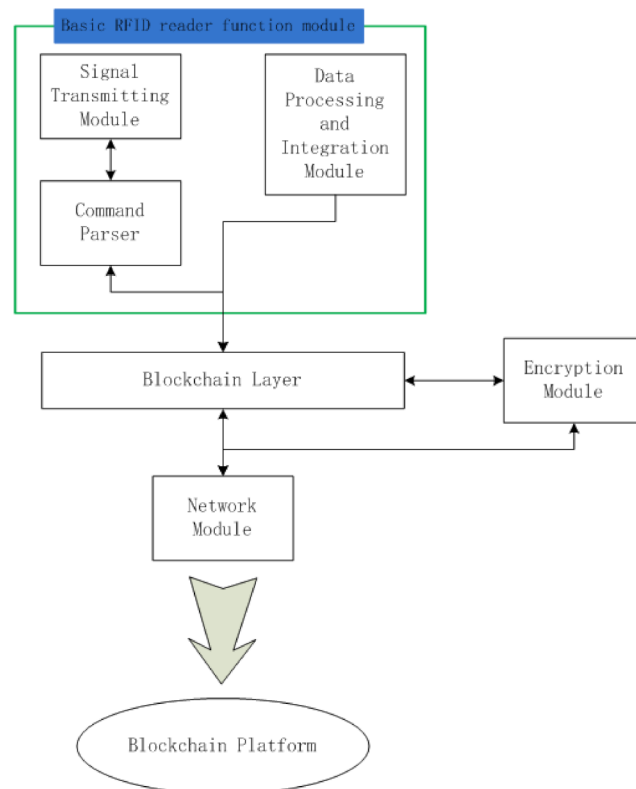 Basic RFID reader function module
Signal
Transmitting
Module
Data
Processing
and
Integration
Module
Command
Parser
Blockchain Layer
Encryption
Module
Network
Module
Blockchain Platform